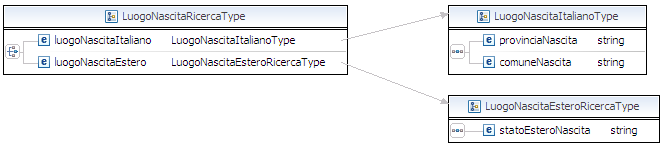 LuogoNascitaRicercaType
e luogoNascitaItaliano LuogoNascitaItalianoType
e luogoNascitaEstero LuogoNascitaEsteroRicercaType
LuogoNascitaItalianoType
e provinciaNascita string
e comuneNascita string
LuogoNascitaEsteroRicercaType
e statoEsteroNascita string